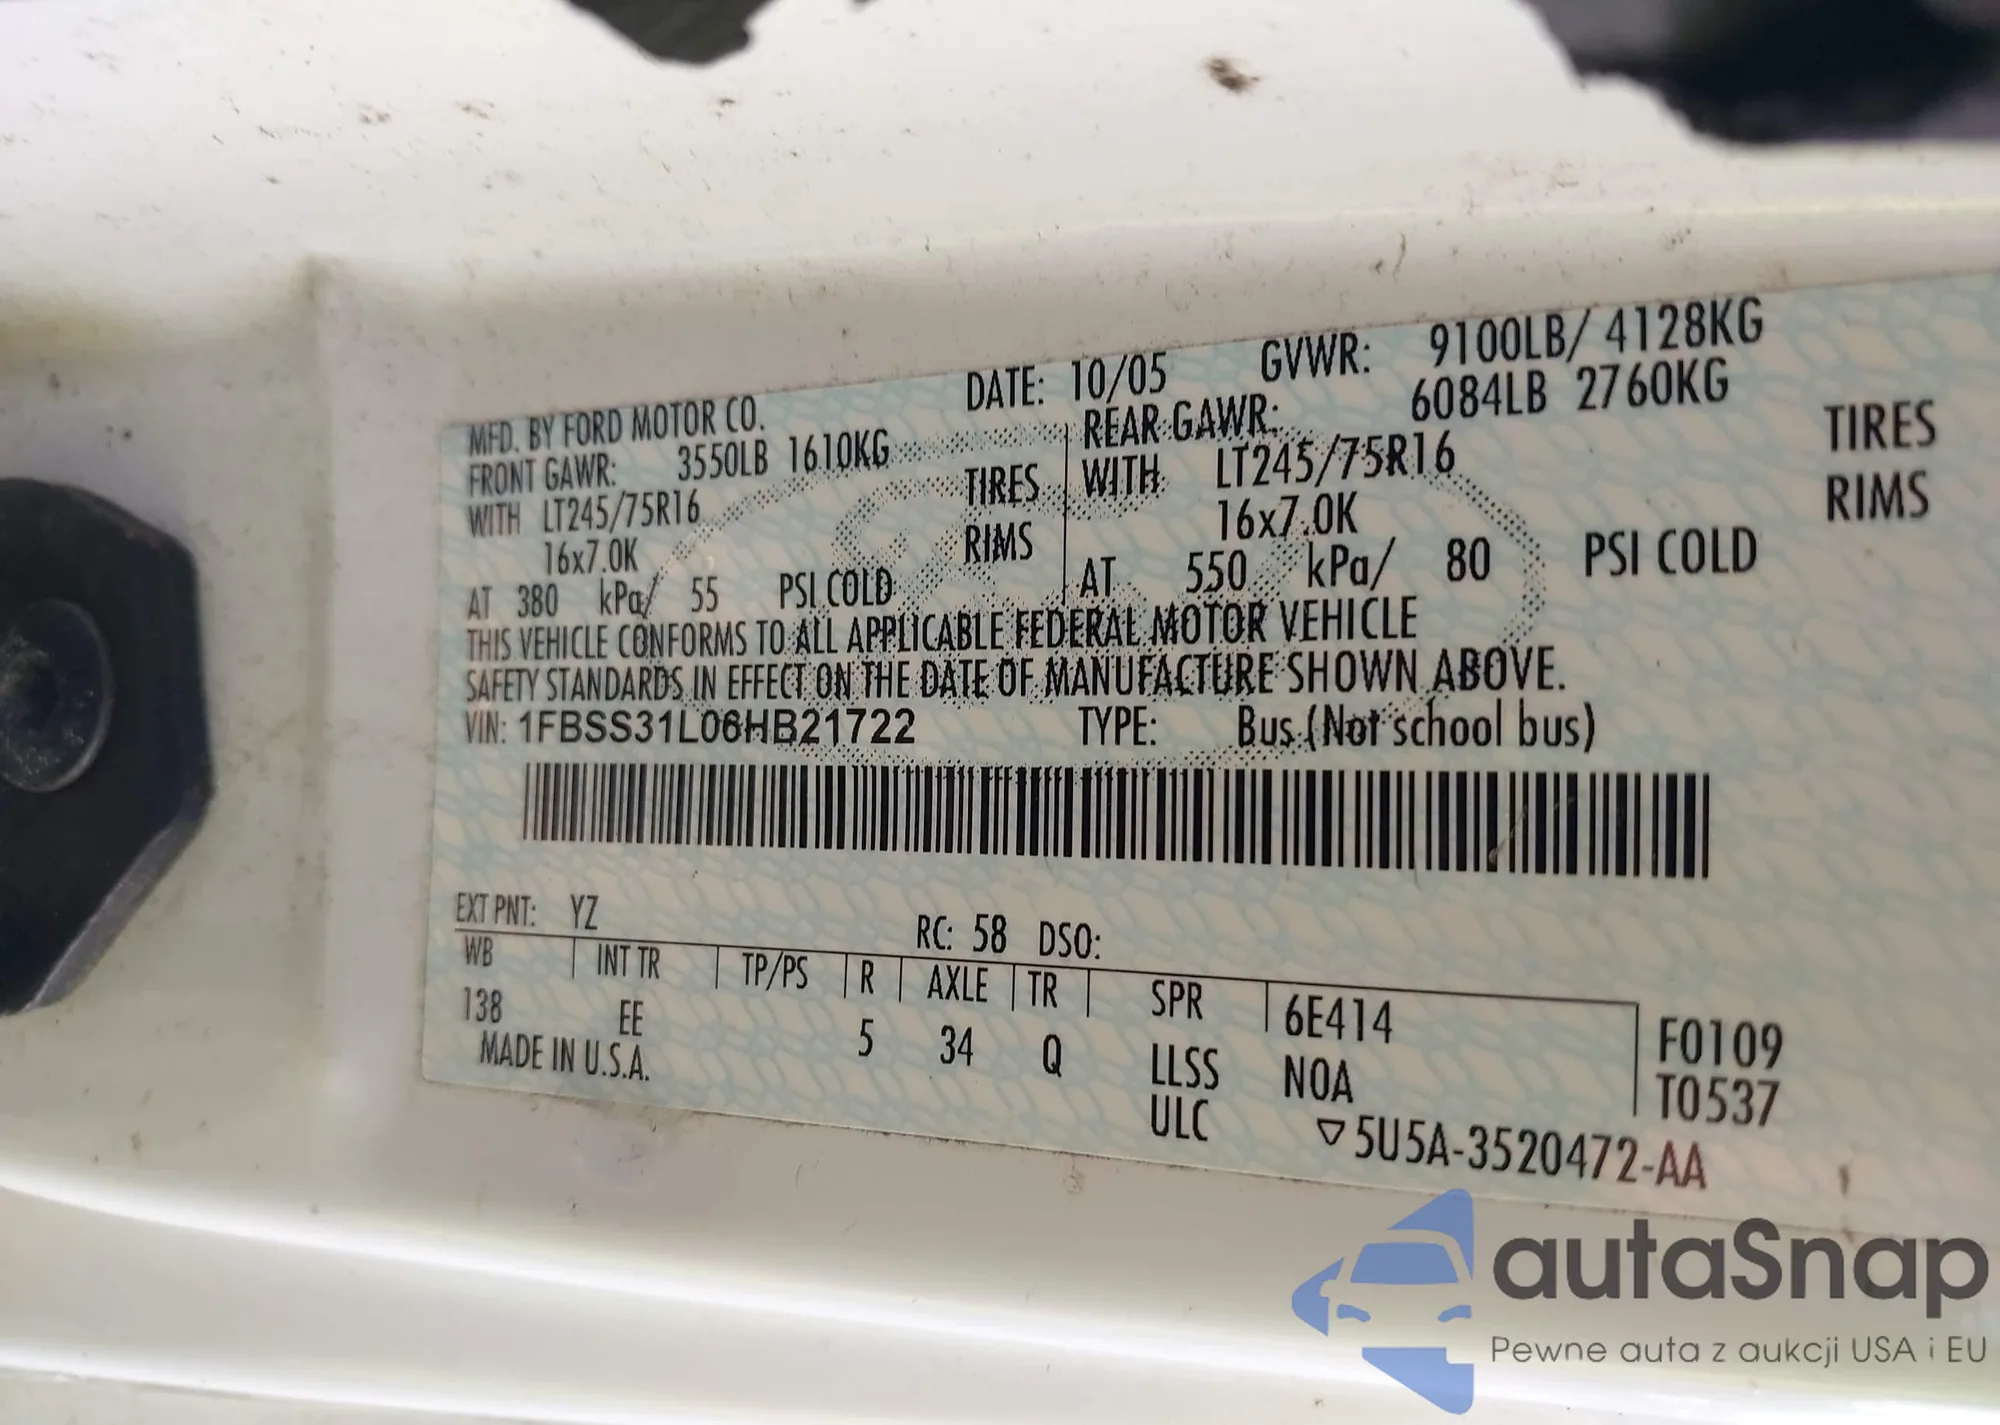 MFD. BY FORD MOTOR CO. DATE: 10/05 GVWR: 9100LB/ 4128KG
FRONT GAWR: 3550LB 1610KG REAR GAWR: 6084LB 2760KG
WITH LT245/75R16 TIRES WITH LT245/75R16 TIRES
16x7.0K RIMS 16x7.0K RIMS
AT 380 kPa/ 55 PSI COLD AT 550 kPa/ 80 PSI COLD
THIS VEHICLE CONFORMS TO ALL APPLICABLE FEDERAL MOTOR VEHICLE
SAFETY STANDARDS IN EFFECT ON THE DATE OF MANUFACTURE SHOWN ABOVE.
VIN: 1FBSS31L06HB21722 TYPE: Bus (Not school bus)
EXT PNT: YZ RC: 58 DSO:
WB INT TR TP/PS R AXLE TR SPR 6E414 F0109
138 EE 5 34 Q LLSS N0A T0537
MADE IN U.S.A. ULC ▽5U5A-3520472-AA
autaSnap
Pewne auta z aukcji USA i EU